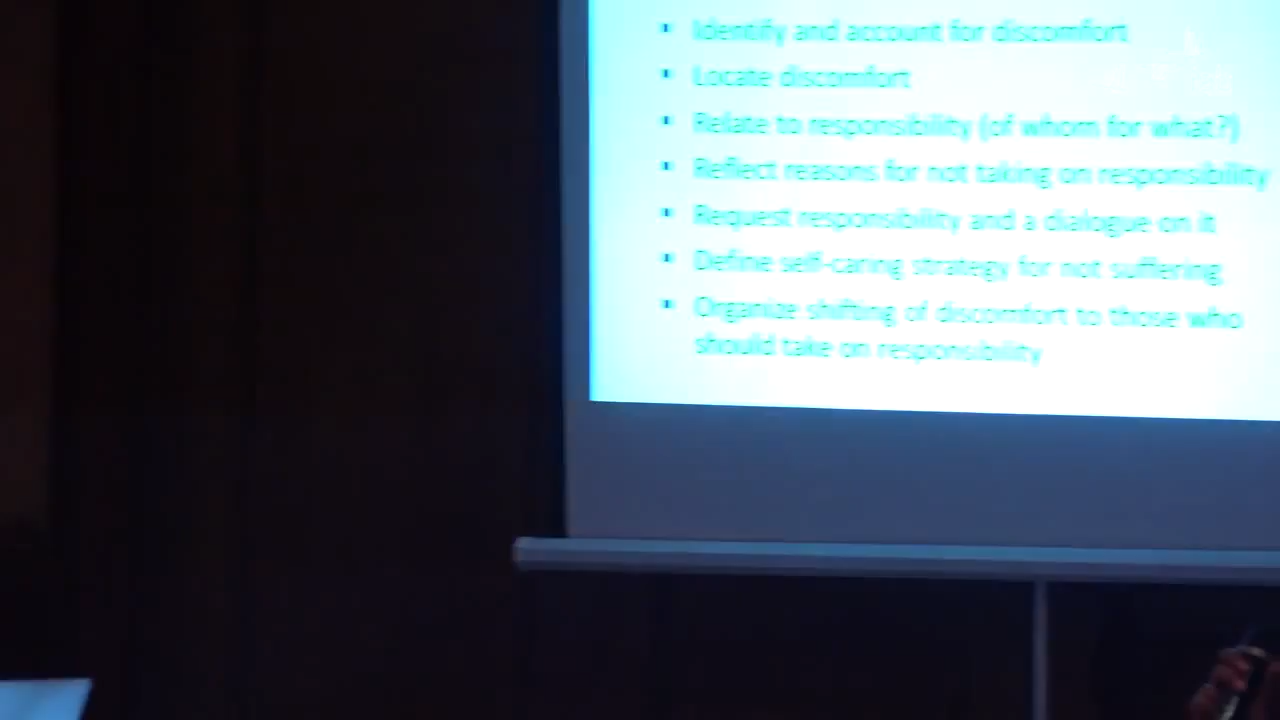 ▪ Identify and account for discomfort
▪ Locate discomfort
▪ Relate to responsibility (of whom for what?)
▪ Reflect reasons for not taking on responsibility
▪ Request responsibility and a dialogue on it
▪ Define self-caring strategy for not suffering
▪ Organize shifting of discomfort to those who
should take on responsibility